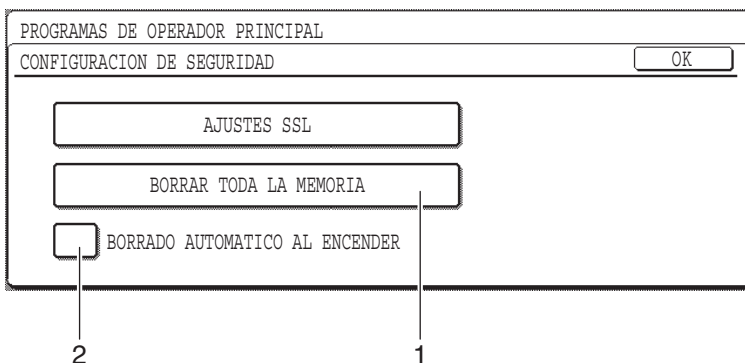 PROGRAMAS DE OPERADOR PRINCIPAL
CONFIGURACION DE SEGURIDAD OK
AJUSTES SSL
BORRAR TODA LA MEMORIA
BORRADO AUTOMATICO AL ENCENDER
2 1